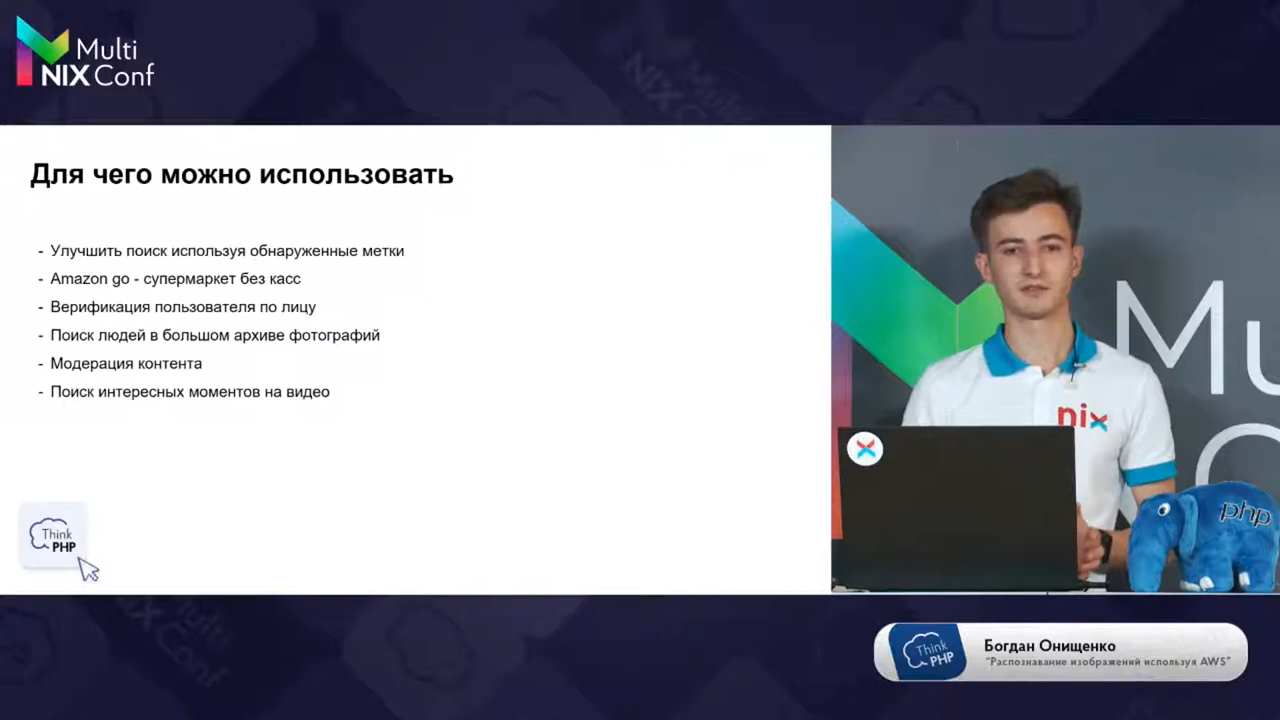 Multi
NIX Conf
Для чего можно использовать
- Улучшить поиск используя обнаруженные метки
- Amazon go - супермаркет без касс
- Верификация пользователя по лицу
- Поиск людей в большом архиве фотографий
- Модерация контента
- Поиск интересных моментов на видео
Think
PHP
Mu
nix
php
Think
PHP
Богдан Онищенко
"Распознавание изображений используя AWS"